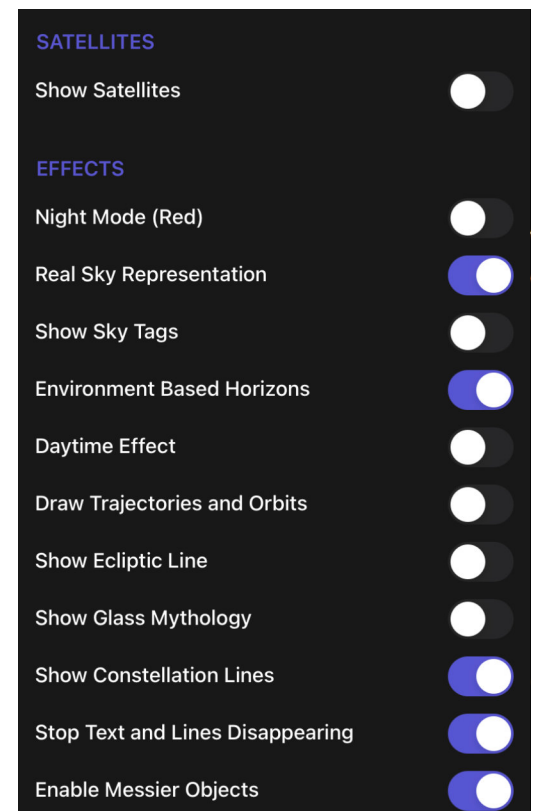 SATELLITES
Show Satellites
EFFECTS
Night Mode (Red)
Real Sky Representation
Show Sky Tags
Environment Based Horizons
Daytime Effect
Draw Trajectories and Orbits
Show Ecliptic Line
Show Glass Mythology
Show Constellation Lines
Stop Text and Lines Disappearing
Enable Messier Objects